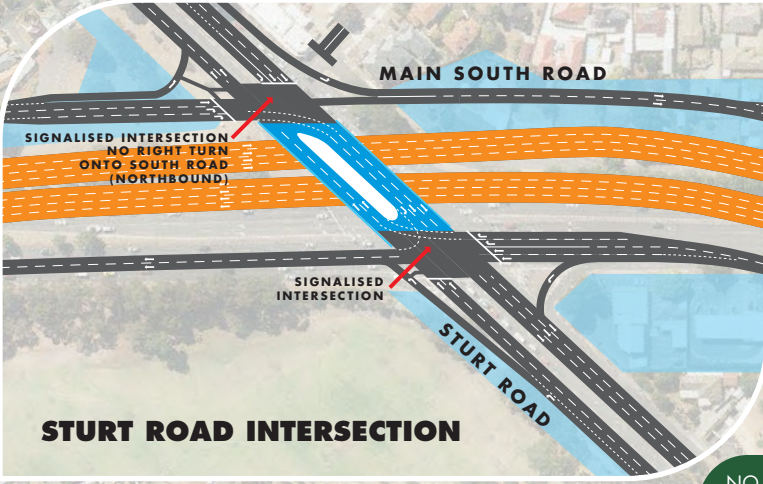 MAIN SOUTH ROAD
SIGNALISED INTERSECTION
NO RIGHT TURN
ONTO SOUTH ROAD
(NORTHBOUND)
SIGNALISED
INTERSECTION
STURT ROAD
STURT ROAD INTERSECTION
NO